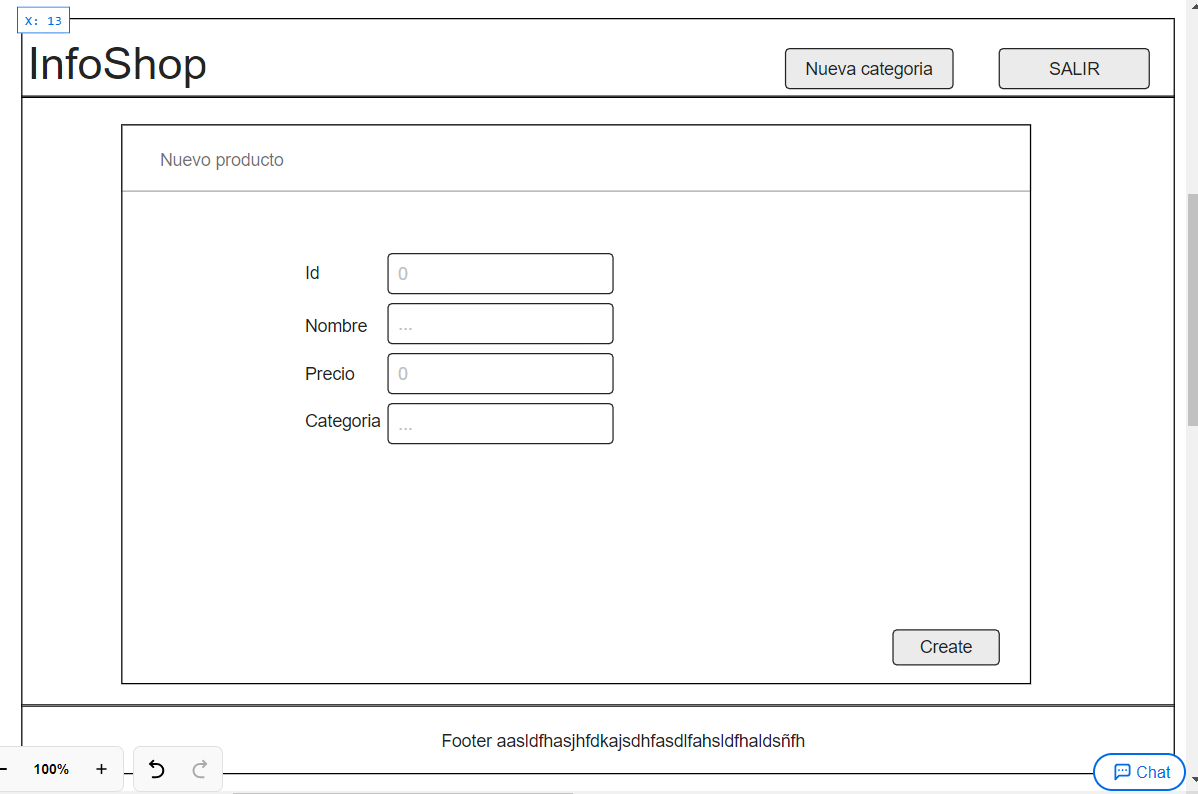 X: 13
InfoShop
Nueva categoria
SALIR
Nuevo producto
Id
0
Nombre
...
Precio
0
Categoria
...
Create
Footer aasldfhasjhfdkajsdhfasdlfahsldfhaldsñfh
− 100% +
Chat